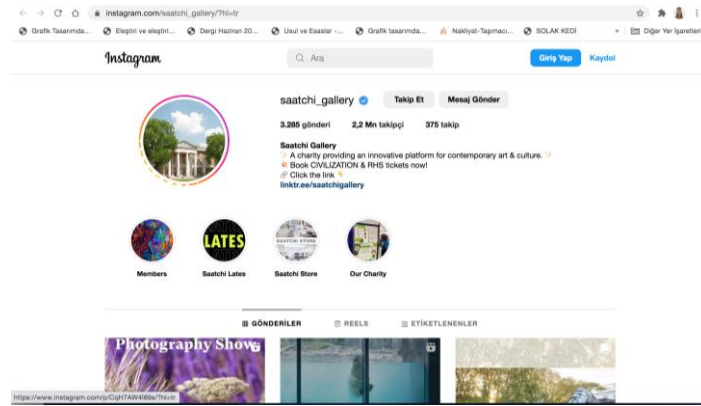 instagram.com/saatchi_gallery/?hl=tr
Grafik Tasarımda... Eleştiri ve eleştiri... Dergi Haziran 20... Usul ve Esaslar -... Grafik tasarımda... Nakliyat-Taşımacı... SOLAK KEDİ » Diğer Yer İşaretleri
Instagram Ara Giriş Yap Kaydol
saatchi_gallery Takip Et Mesaj Gönder
3.285 gönderi 2,2 Mn takipçi 375 takip
Saatchi Gallery
A charity providing an innovative platform for contemporary art & culture.
Book CIVILIZATION & RHS tickets now!
Click the link
linktr.ee/saatchigallery
LATES
SAATCHI STORE
Members Saatchi Lates Saatchi Store Our Charity
GÖNDERİLER REELS ETİKETLENENLER
Photography Show
https://www.instagram.com/p/CqH7AW4I89s/?hl=tr